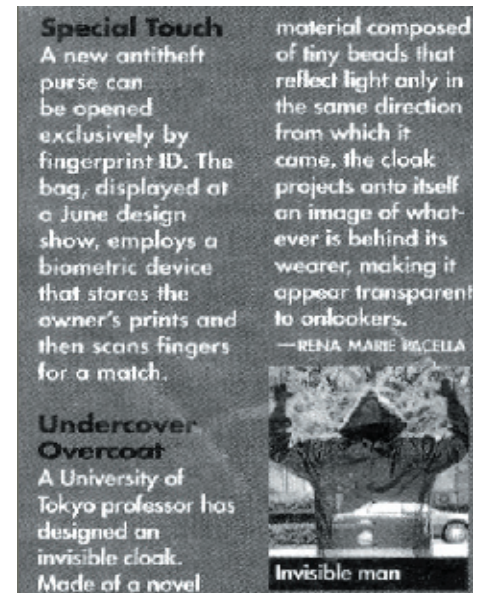 Special Touch
A new antitheft
purse can
be opened
exclusively by
fingerprint ID. The
bag, displayed at
a June design
show, employs a
biometric device
that stores the
owner's prints and
then scans fingers
for a match.
Undercover
Overcoat
A University of
Tokyo professor has
designed an
invisible cloak.
Made of a novel
material composed
of tiny beads that
reflect light only in
the same direction
from which it
came, the cloak
projects onto itself
an image of what-
ever is behind its
wearer, making it
appear transparent
to onlookers.
—RENA MARIE PACELLA
Invisible man